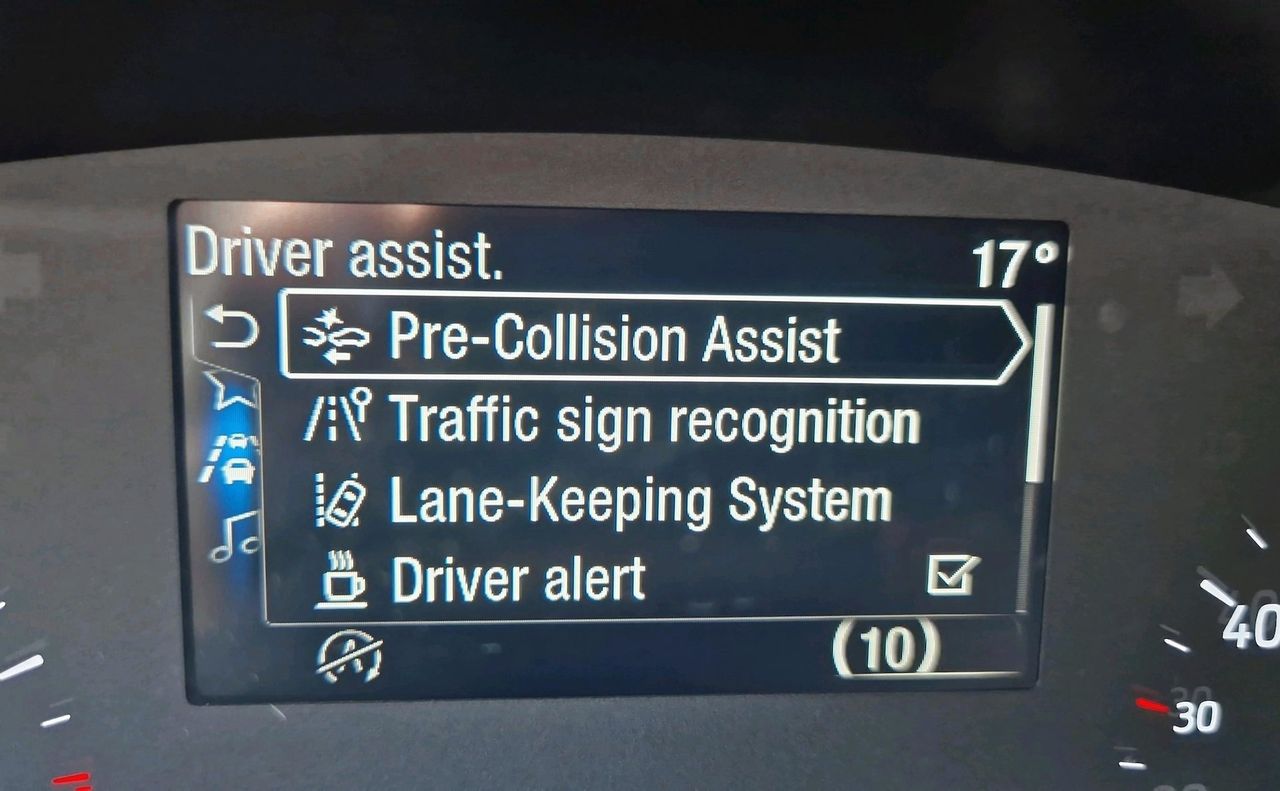 Driver assist.
17°
Pre-Collision Assist
Traffic sign recognition
Lane-Keeping System
Driver alert
(10)
40
30